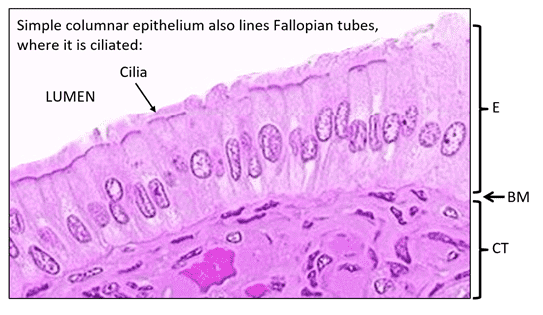 Simple columnar epithelium also lines Fallopian tubes,
where it is ciliated:
Cilia
LUMEN
E
BM
CT